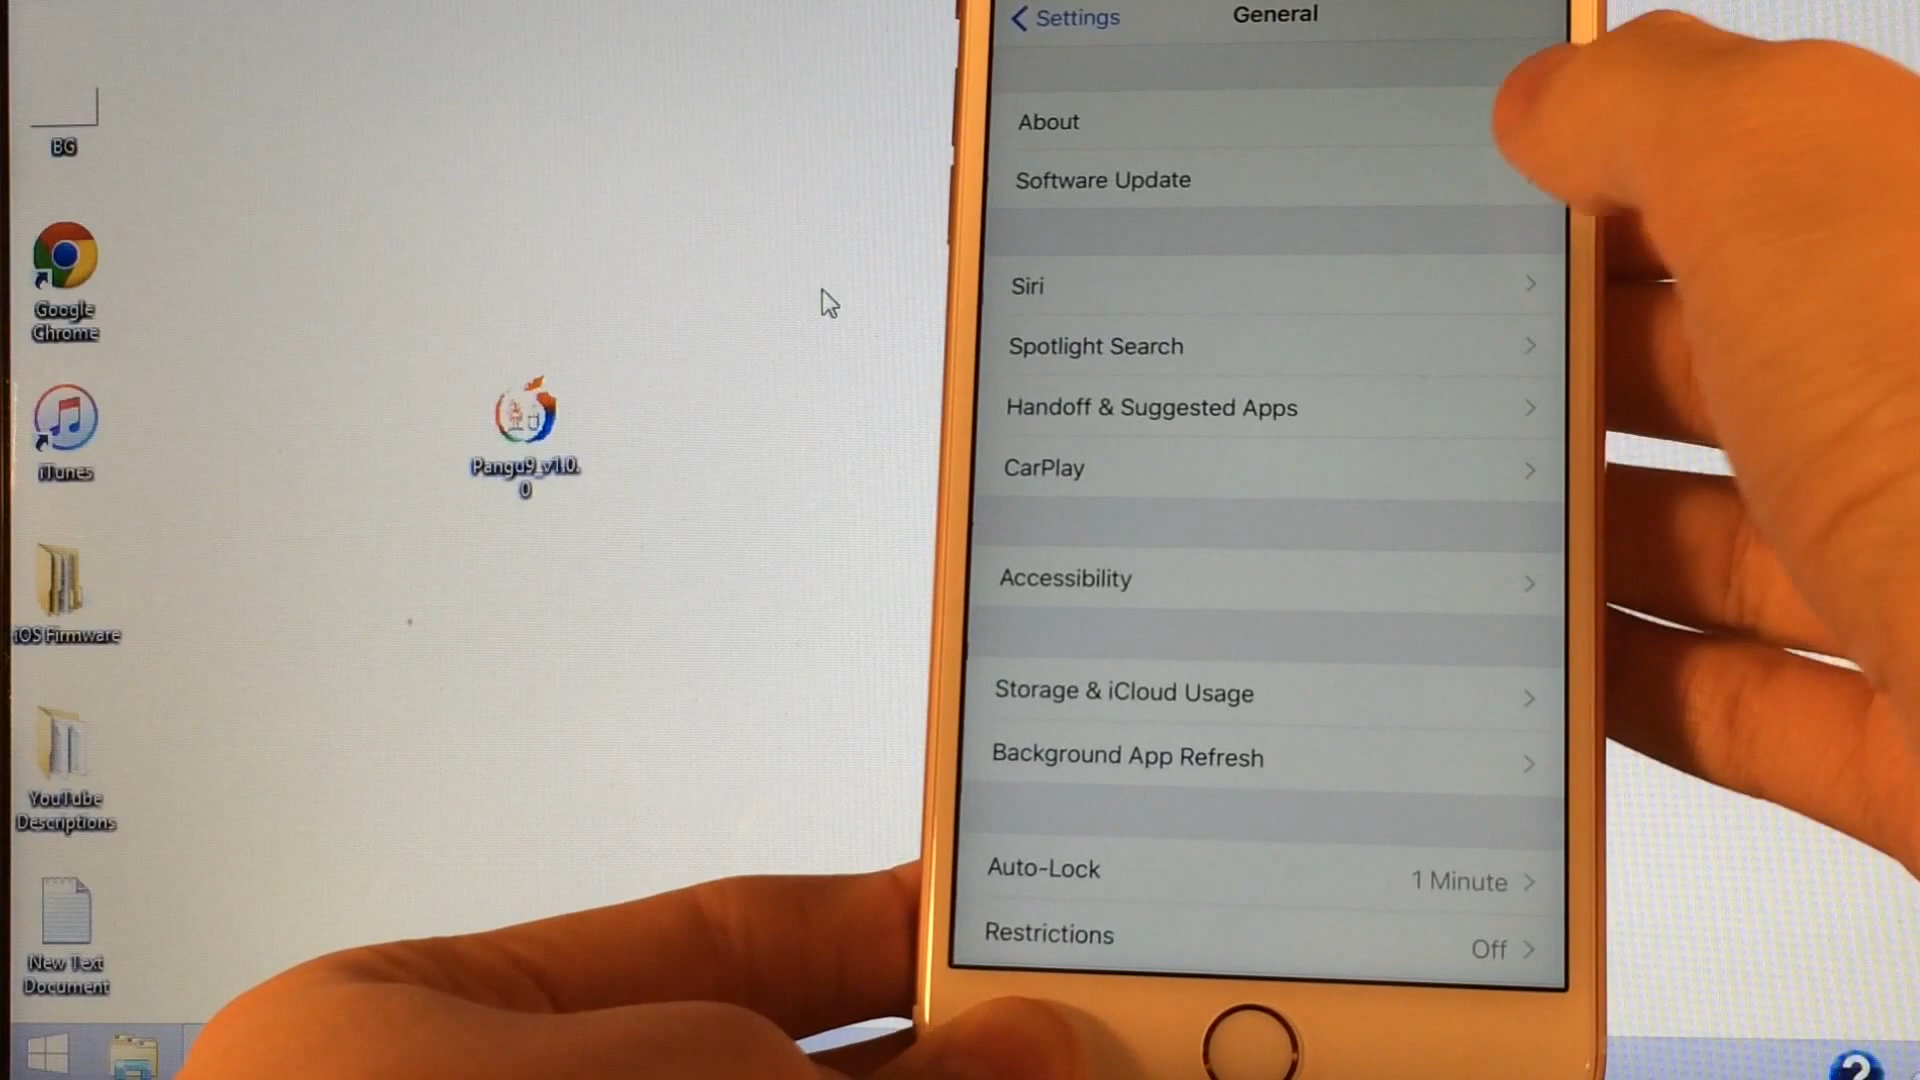 BG
Google
Chrome
iTunes
iOS Firmware
YouTube
Descriptions
New Text
Document
Pangu9_v1.0.
0
Settings
General
About
Software Update
Siri
Spotlight Search
Handoff & Suggested Apps
CarPlay
Accessibility
Storage & iCloud Usage
Background App Refresh
Auto-Lock
1 Minute
Restrictions
Off
?